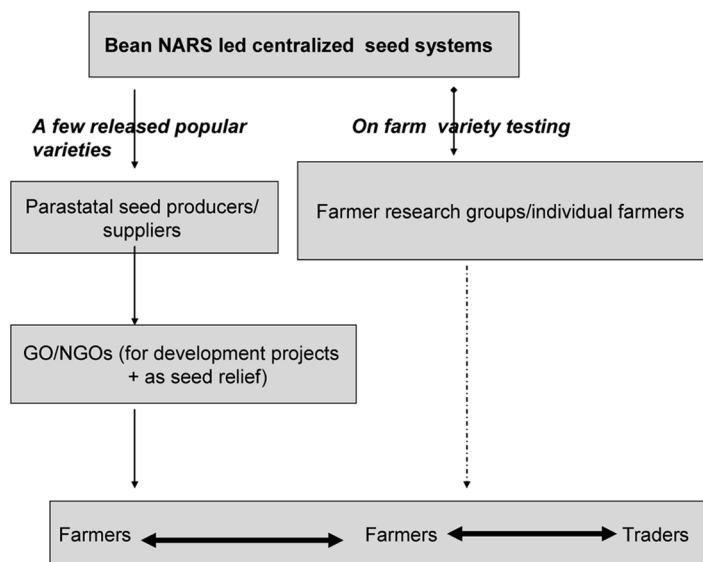 Bean NARS led centralized seed systems
A few released popular
varieties
On farm variety testing
Parastatal seed producers/
suppliers
Farmer research groups/individual farmers
GO/NGOs (for development projects
+ as seed relief)
Farmers Farmers Traders